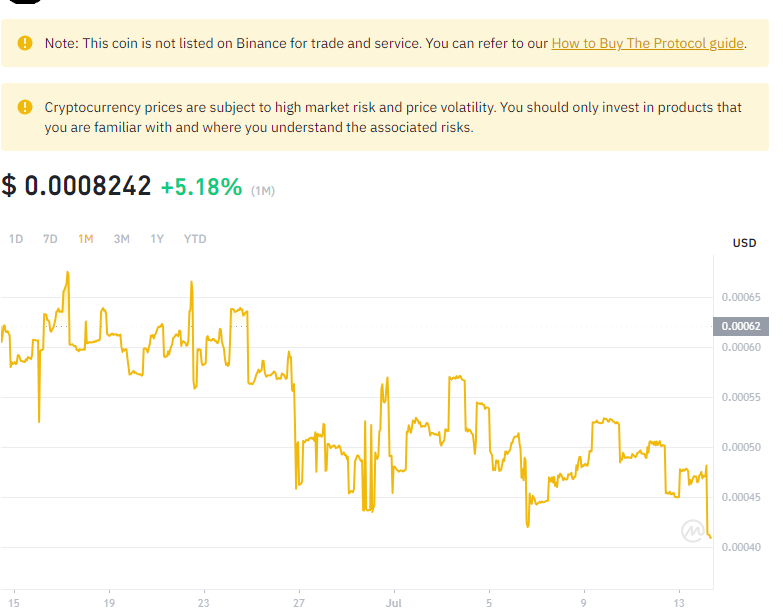 Note: This coin is not listed on Binance for trade and service. You can refer to our How to Buy The Protocol guide.
Cryptocurrency prices are subject to high market risk and price volatility. You should only invest in products that
you are familiar with and where you understand the associated risks.
$ 0.0008242 +5.18% (1M)
1D 7D 1M 3M 1Y YTD
USD
0.00065
0.00062
0.00060
0.00055
0.00050
0.00045
0.00040
15 19 23 27 Jul 5 9 13